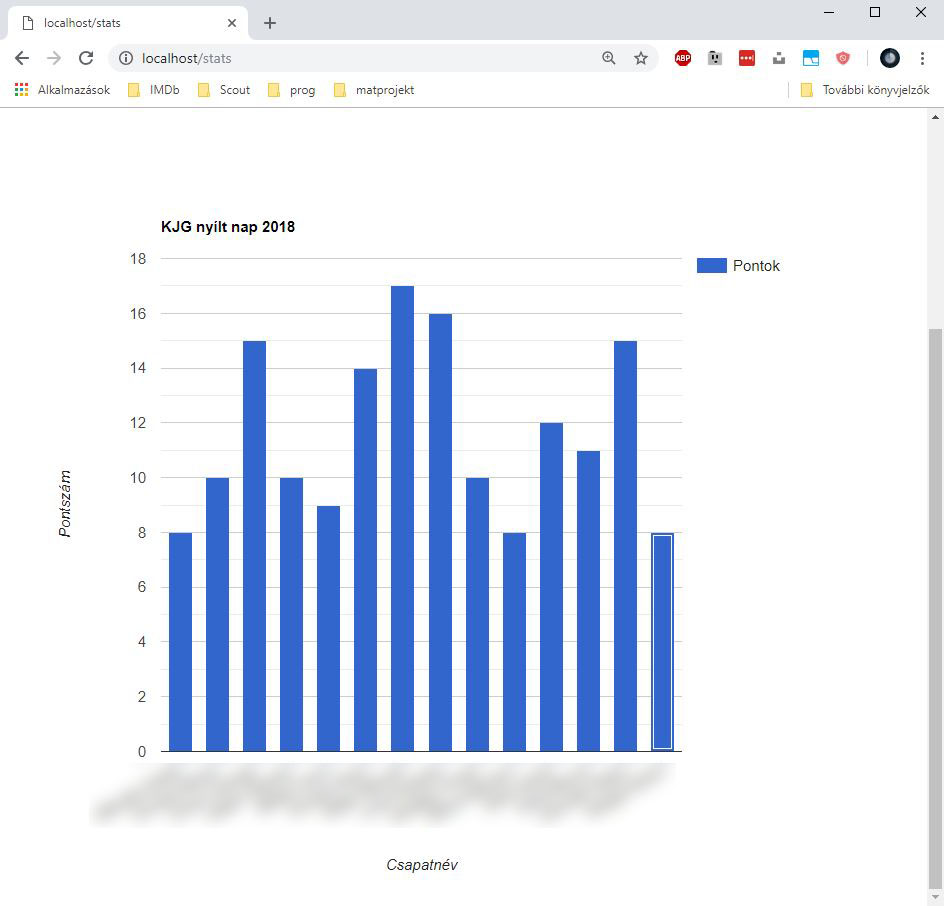 localhost/stats
localhost/stats
ABP
Alkalmazások IMDb Scout prog matprojekt További könyvjelzők
KJG nyílt nap 2018
Pontok
18
16
14
12
10
8
6
4
2
0
Pontszám
Csapatnév